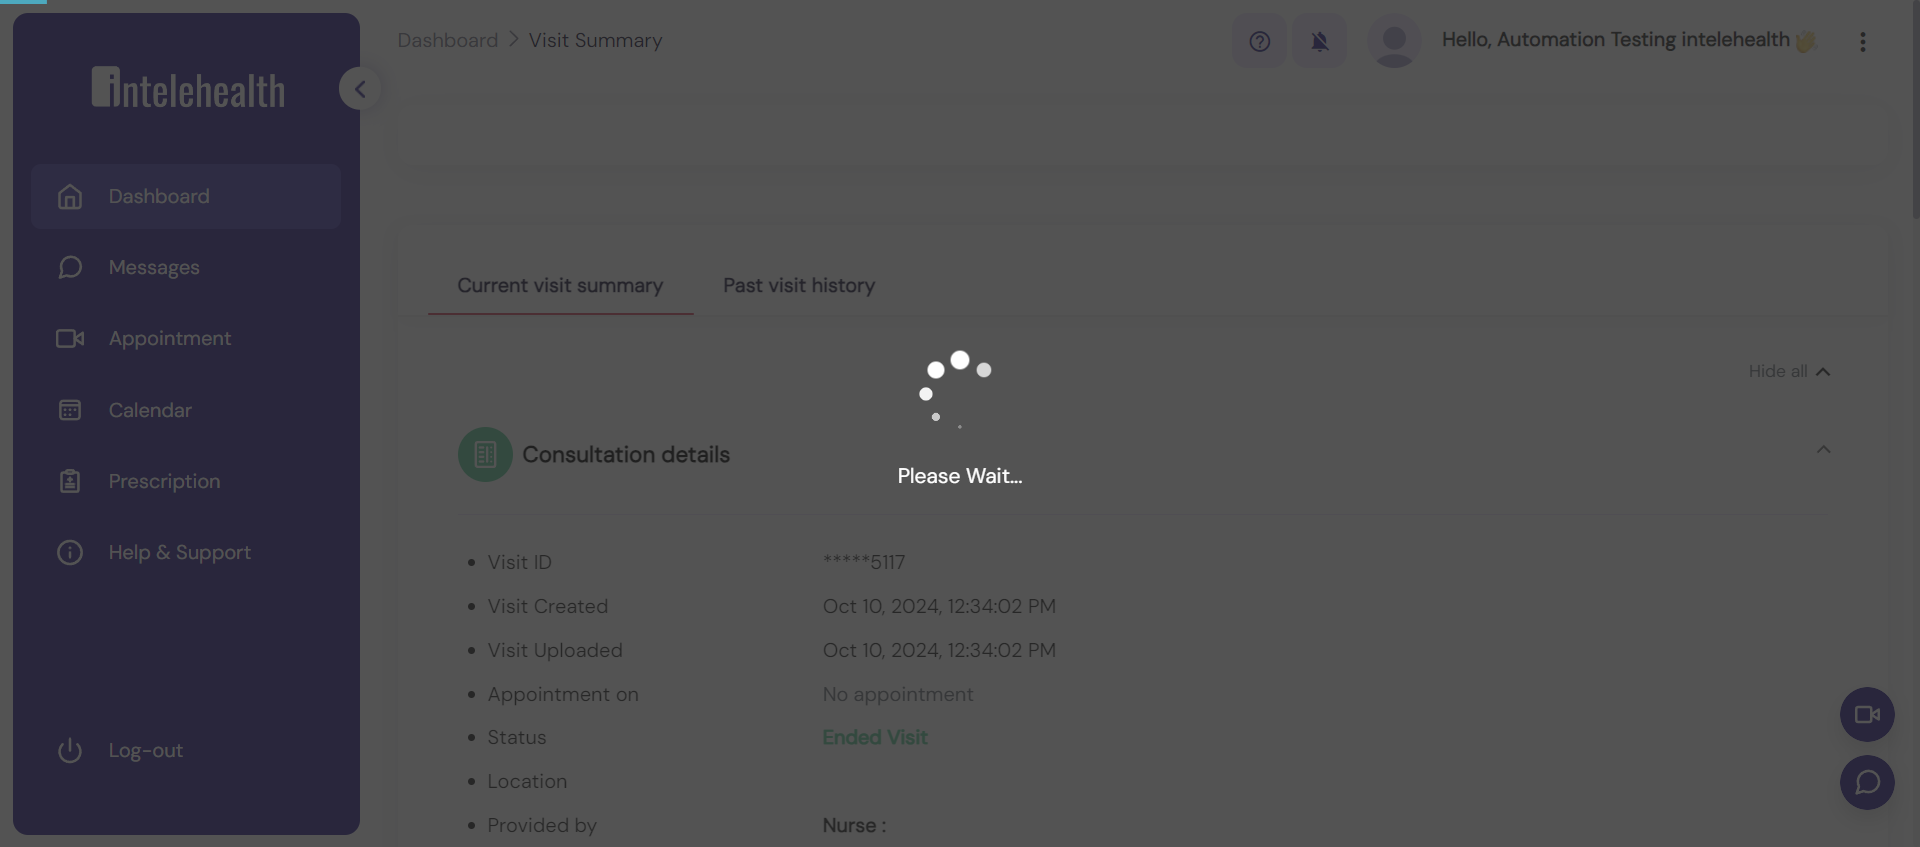 Dashboard > Visit Summary
Hello, Automation Testing intelehealth 👋
intelehealth
Dashboard
Messages
Appointment
Calendar
Prescription
Help & Support
Log-out
Current visit summary
Past visit history
Hide all
Consultation details
Please Wait...
• Visit ID *****5117
• Visit Created Oct 10, 2024, 12:34:02 PM
• Visit Uploaded Oct 10, 2024, 12:34:02 PM
• Appointment on No appointment
• Status Ended Visit
• Location
• Provided by Nurse :